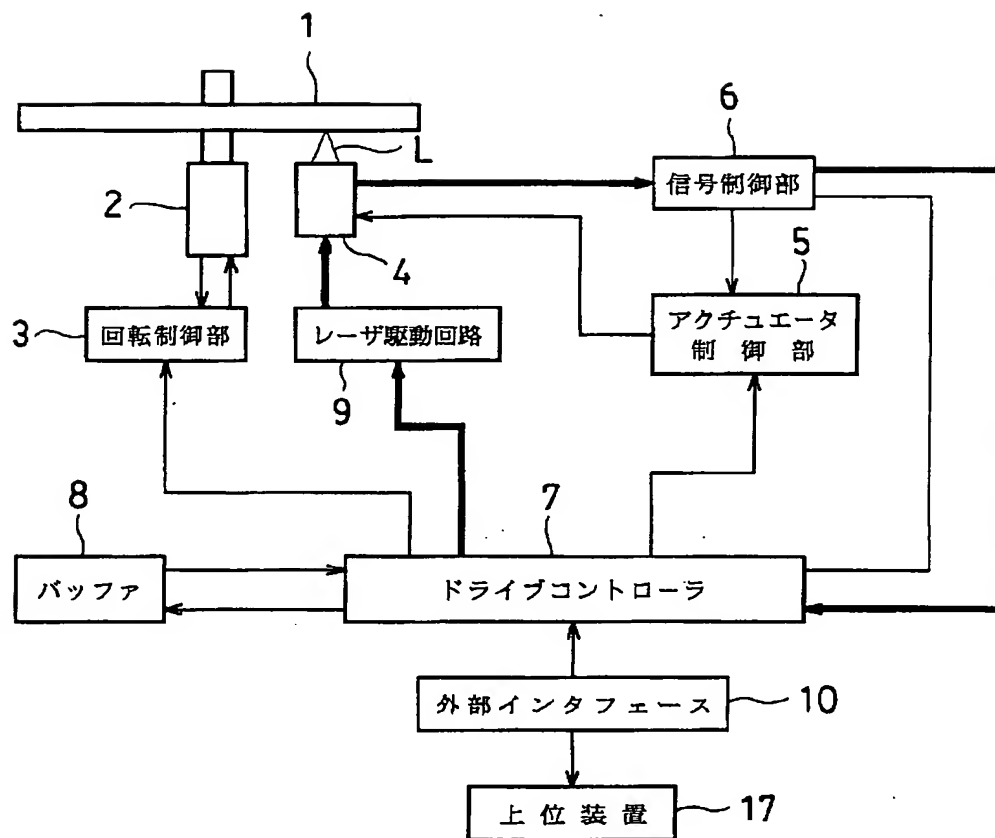 1
6
L
信号制御部
2
4
5
3
回転制御部
レーザ駆動回路
アクチュエータ
制御部
9
8
7
バッファ
ドライブコントローラ
外部インタフェース
10
上位装置
17